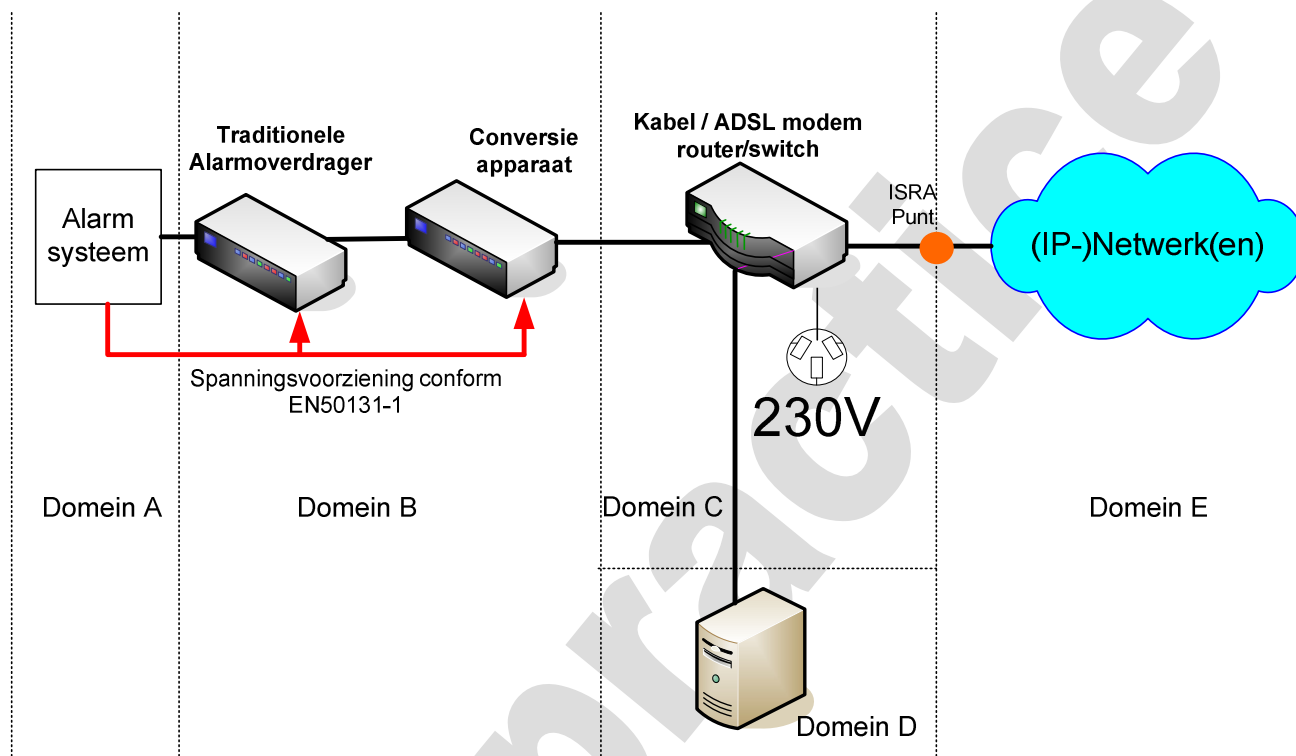 Traditionele
Alarmoverdrager
Conversie
apparaat
Kabel / ADSL modem
router/switch
Alarm
systeem
ISRA
Punt
(IP-)Netwerk(en)
Spanningsvoorziening conform
EN50131-1
230V
Domein A
Domein B
Domein C
Domein E
Domein D
practice